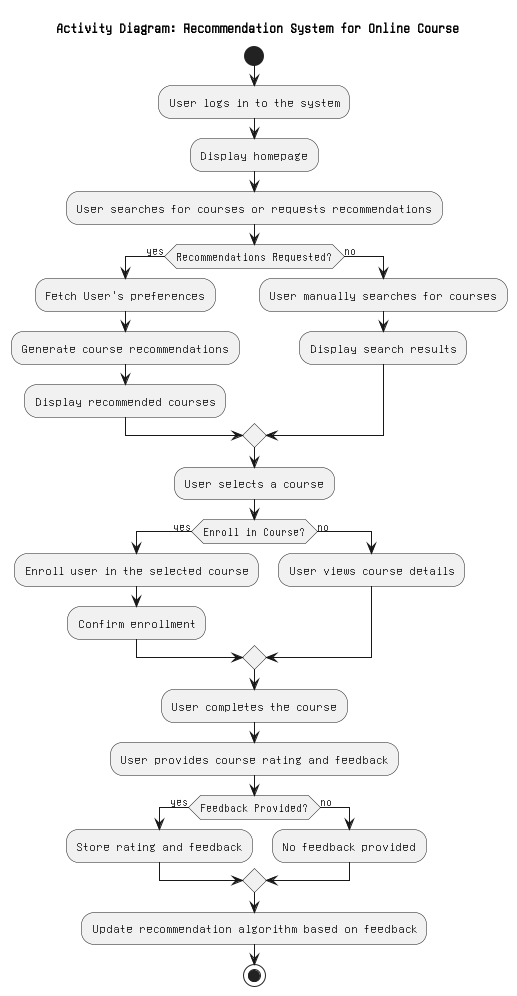 Activity Diagram: Recommendation System for Online Course
User logs in to the system
Display homepage
User searches for courses or requests recommendations
Recommendations Requested?
yes
no
Fetch User's preferences
Generate course recommendations
Display recommended courses
User manually searches for courses
Display search results
User selects a course
Enroll in Course?
yes
no
Enroll user in the selected course
Confirm enrollment
User views course details
User completes the course
User provides course rating and feedback
Feedback Provided?
yes
no
Store rating and feedback
No feedback provided
Update recommendation algorithm based on feedback